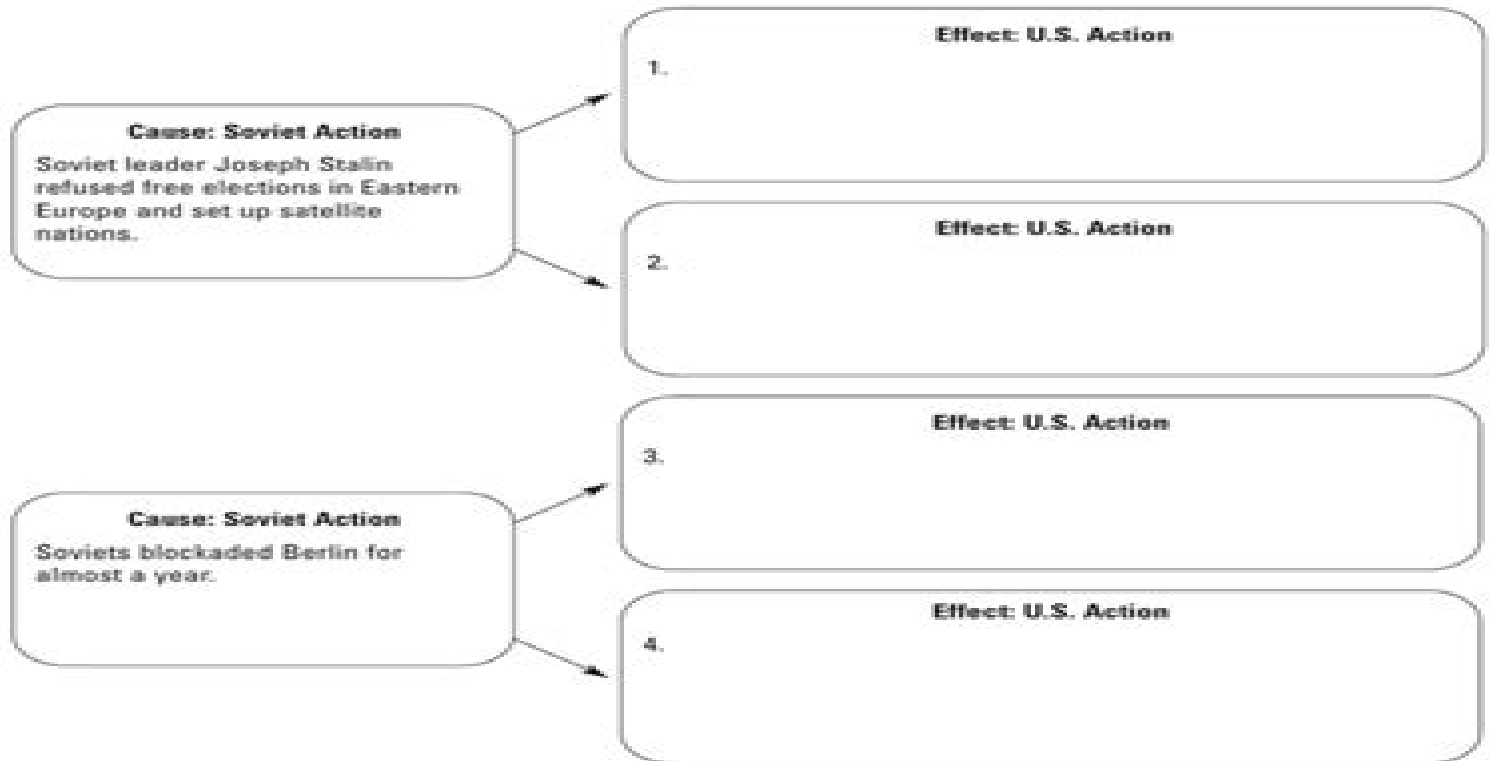 Effect: U.S. Action
1.
Cause: Soviet Action
Soviet leader Joseph Stalin
refused free elections in Eastern
Europe and set up satellite
nations.
Effect: U.S. Action
2.
Effect: U.S. Action
3.
Cause: Soviet Action
Soviets blockaded Berlin for
almost a year.
Effect: U.S. Action
4.